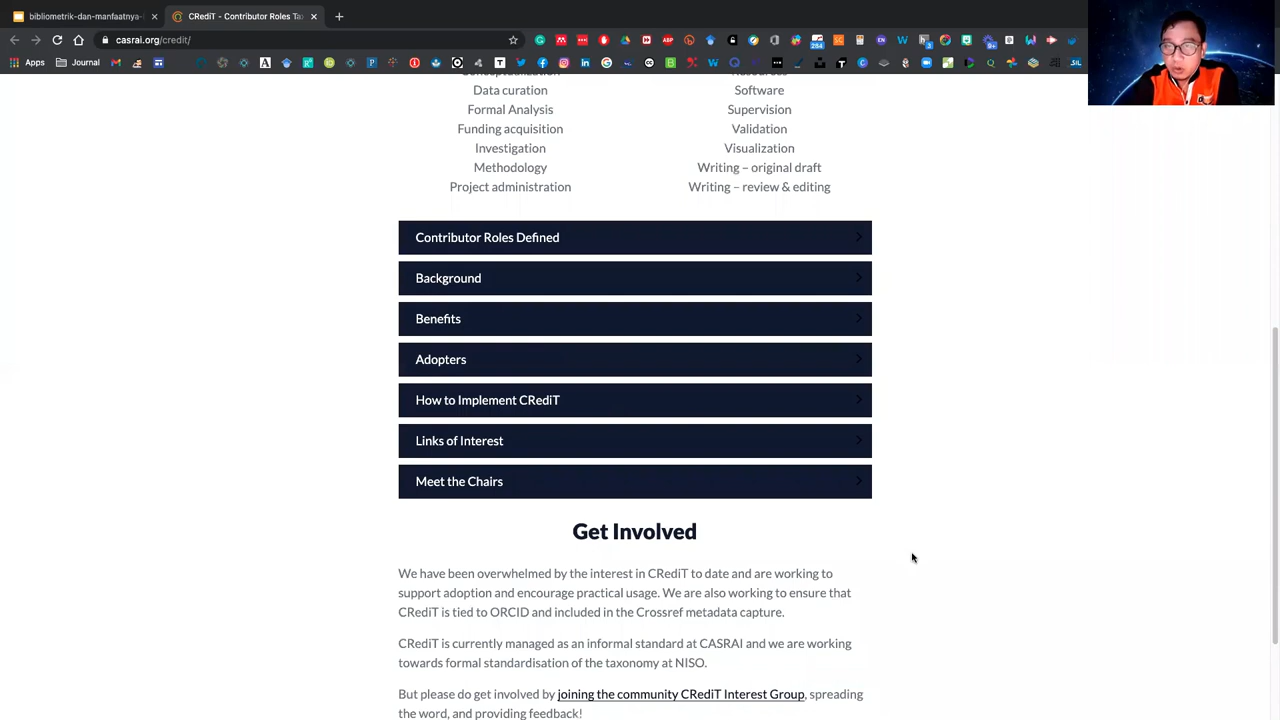 bibliometrik-dan-manfaatnya-
CRediT - Contributor Roles Ta
casrai.org/credit/
Apps
Journal
Conceptualization
Resources
Data curation
Software
Formal Analysis
Supervision
Funding acquisition
Validation
Investigation
Visualization
Methodology
Writing – original draft
Project administration
Writing – review & editing
Contributor Roles Defined
Background
Benefits
Adopters
How to Implement CRediT
Links of Interest
Meet the Chairs
Get Involved
We have been overwhelmed by the interest in CRediT to date and are working to
support adoption and encourage practical usage. We are also working to ensure that
CRediT is tied to ORCID and included in the Crossref metadata capture.
CRediT is currently managed as an informal standard at CASRAI and we are working
towards formal standardisation of the taxonomy at NISO.
But please do get involved by joining the community CRediT Interest Group, spreading
the word, and providing feedback!